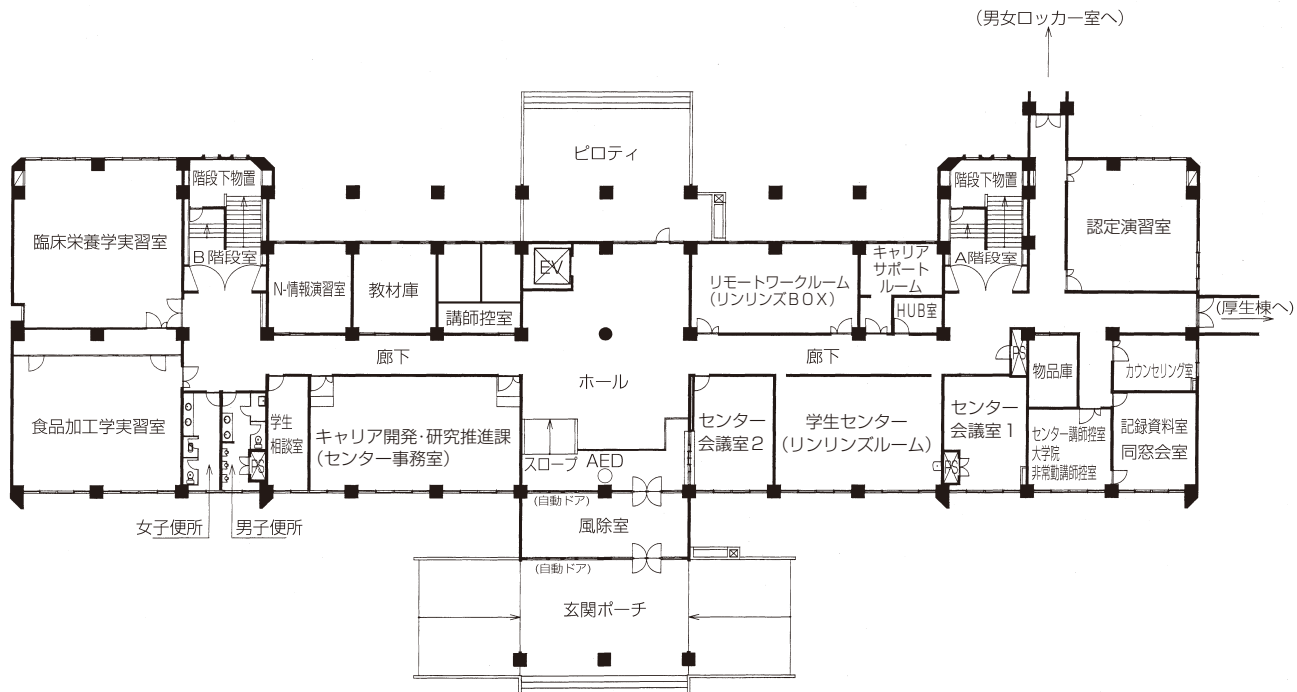 (男女ロッカー室へ)
ピロティ
階段下物置
階段下物置
臨床栄養学実習室
認定演習室
B階段室
EV
キャリア
サポート
ルーム
A階段室
N-情報演習室
教材庫
講師控室
リモートワークルーム
(リンリンズBOX)
HUB室
(厚生棟へ)
廊下
ホール
廊下
PS
物品庫
カウンセリング室
食品加工学実習室
学生
相談室
キャリア開発・研究推進課
(センター事務室)
センター
会議室2
学生センター
(リンリンズルーム)
センター
会議室1
センター講師控室
大学院
非常勤講師控室
記録資料室
同窓会室
PS
スロープ
AED
PS
女子便所
男子便所
(自動ドア)
風除室
(自動ドア)
玄関ポーチ